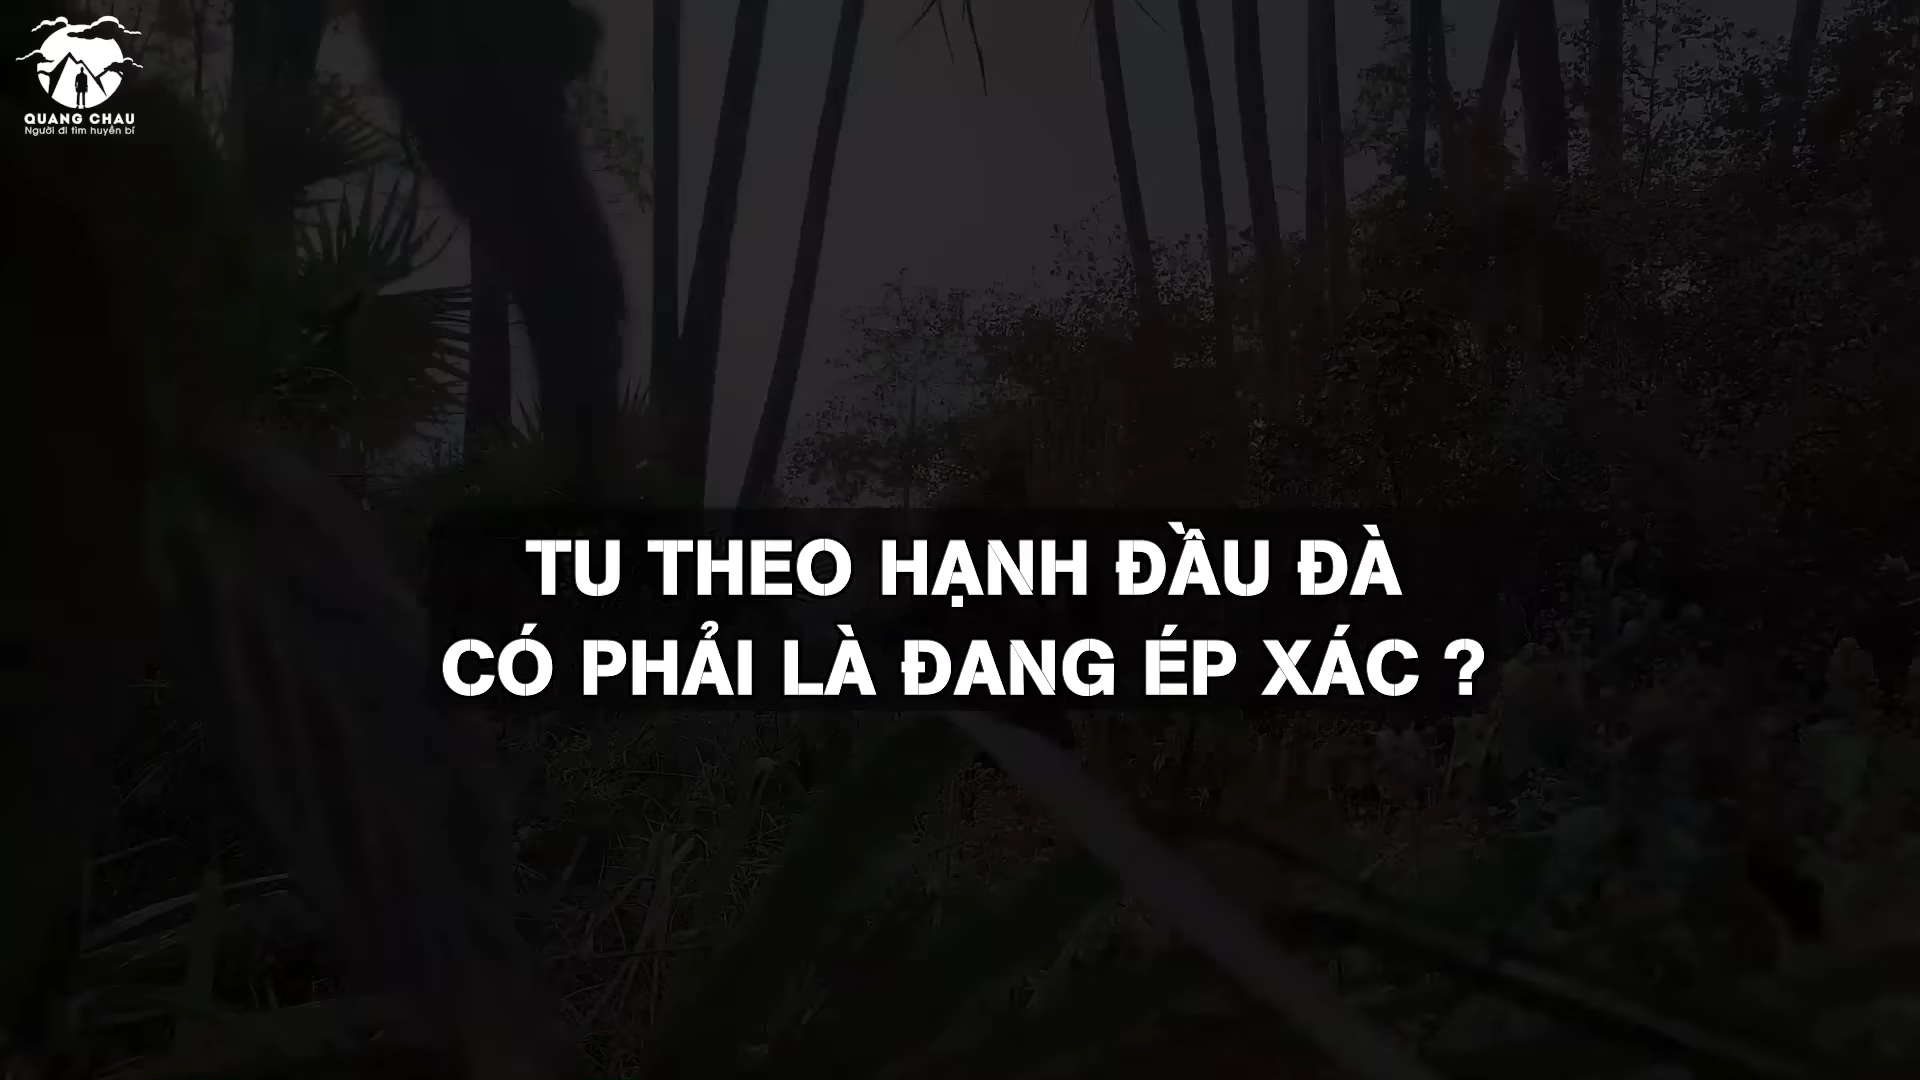 QUANG CHAU
Người đi tìm huyền bí
TU THEO HẠNH ĐẦU ĐÀ
CÓ PHẢI LÀ ĐANG ÉP XÁC ?